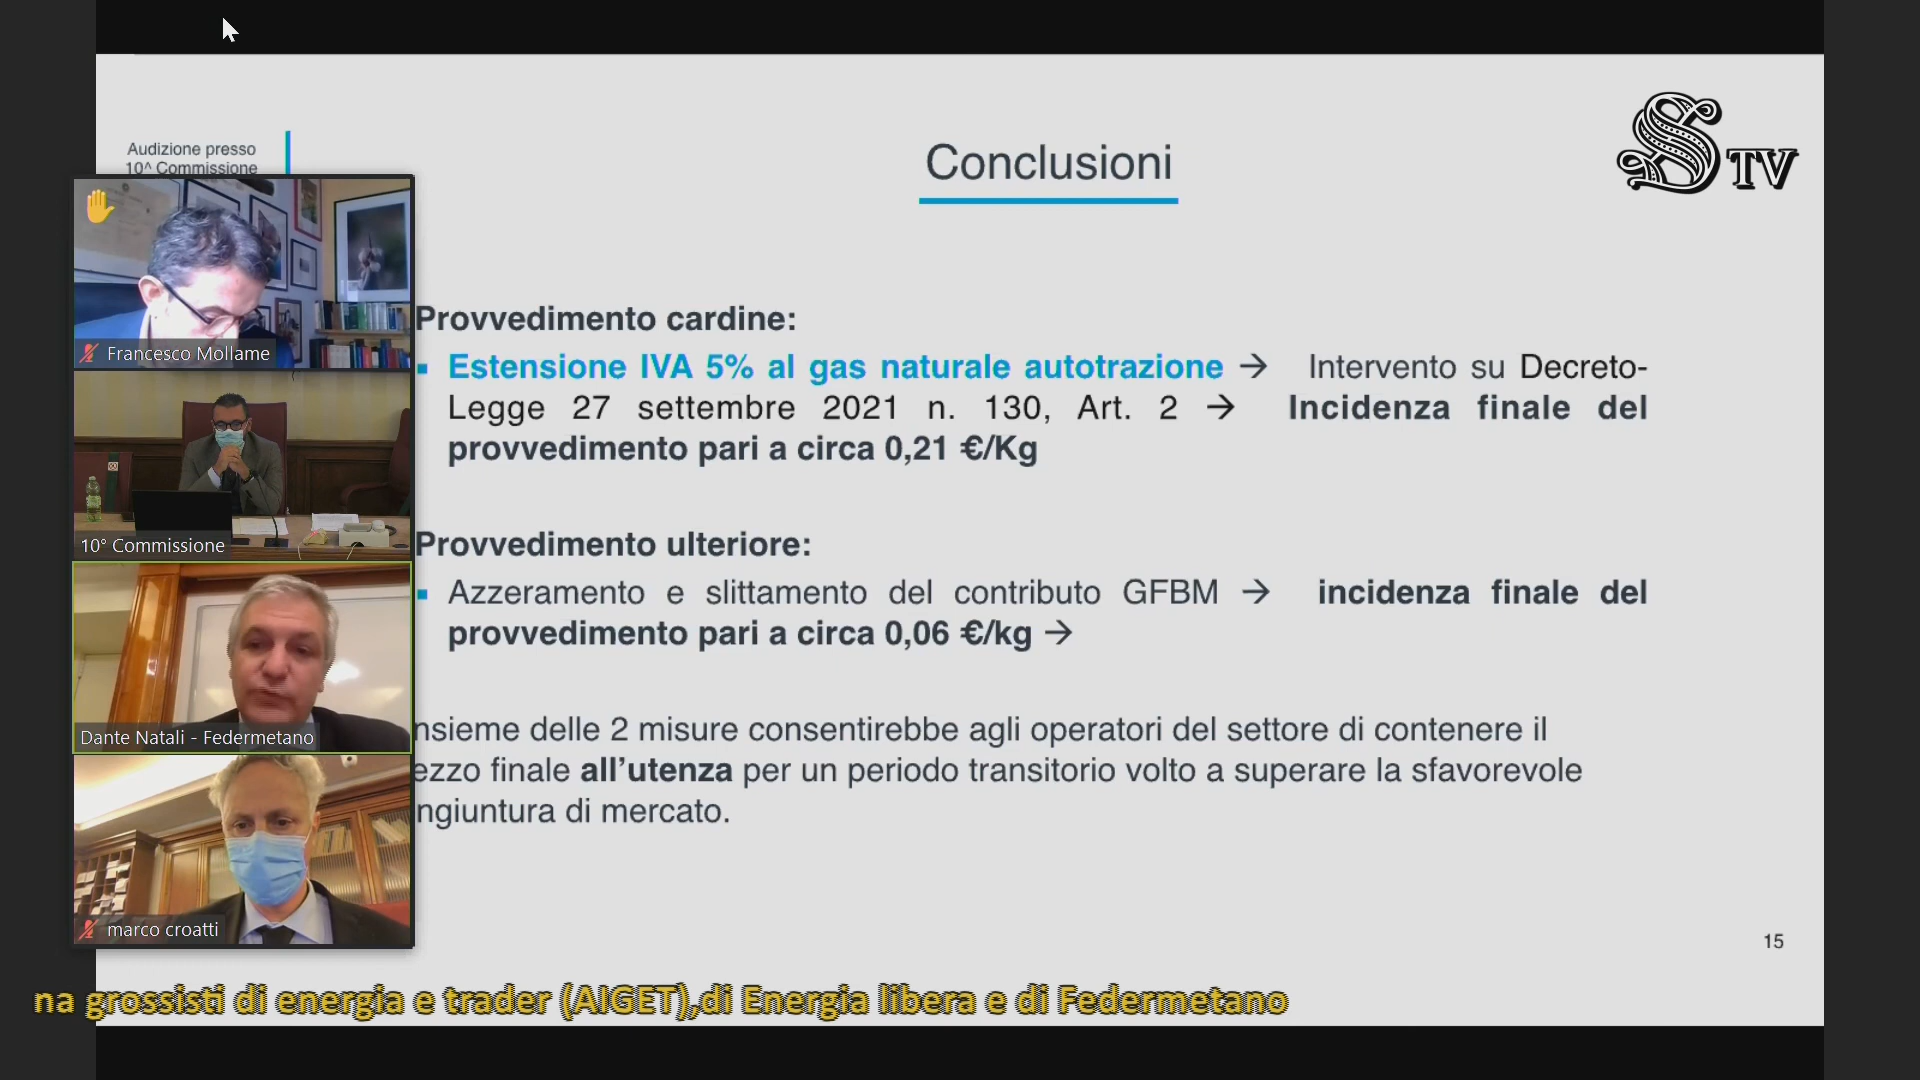 Audizione presso
10^ Commissione
Conclusioni
S TV
Francesco Mollame
10° Commissione
Dante Natali - Federmetano
marco croatti
Provvedimento cardine:
▪ Estensione IVA 5% al gas naturale autotrazione → Intervento su Decreto-
Legge 27 settembre 2021 n. 130, Art. 2 → Incidenza finale del
provvedimento pari a circa 0,21 €/Kg
Provvedimento ulteriore:
▪ Azzeramento e slittamento del contributo GFBM → incidenza finale del
provvedimento pari a circa 0,06 €/kg →
nsieme delle 2 misure consentirebbe agli operatori del settore di contenere il
ezzo finale all’utenza per un periodo transitorio volto a superare la sfavorevole
ngiuntura di mercato.
15
na grossisti di energia e trader (AIGET),di Energia libera e di Federmetano